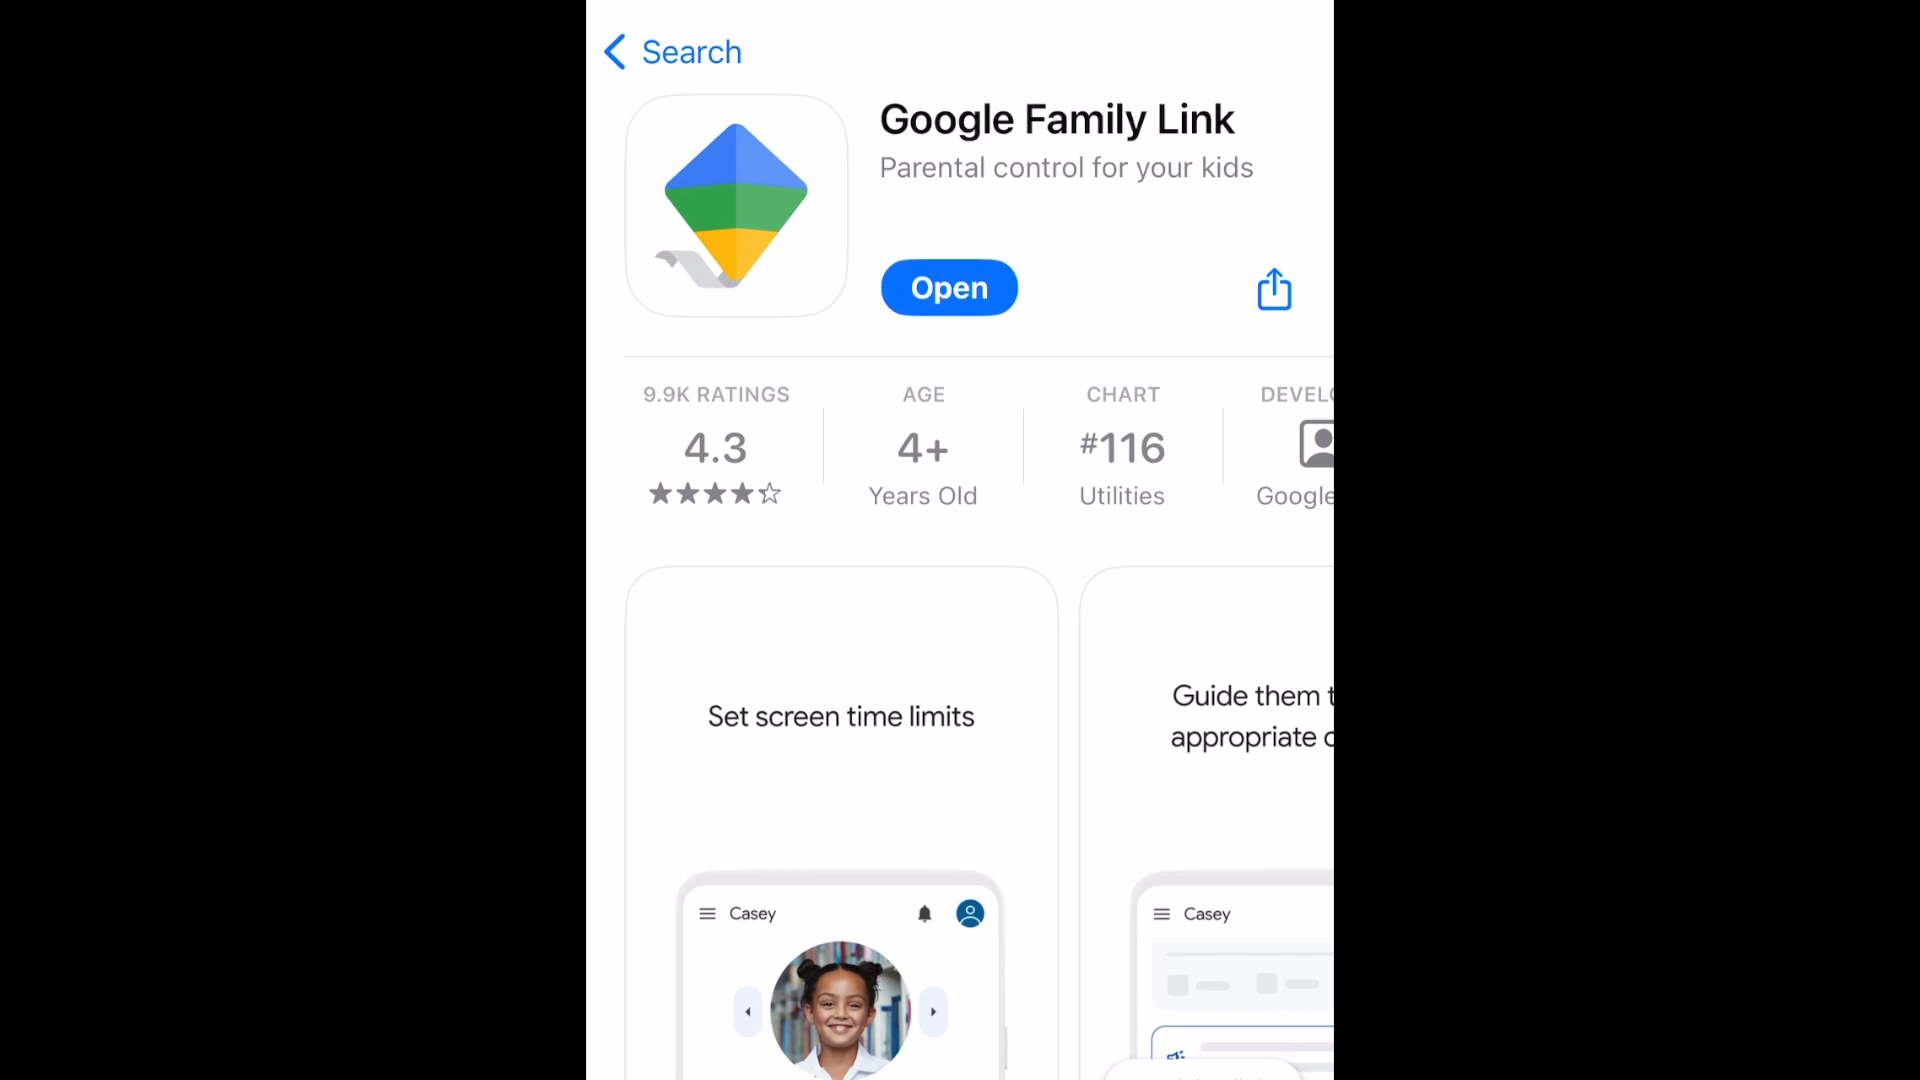 Search
Google Family Link
Parental control for your kids
Open
9.9K RATINGS
AGE
CHART
4.3
4+
#116
Years Old
Utilities
Google
Set screen time limits
Guide them
appropriate
Casey
Casey